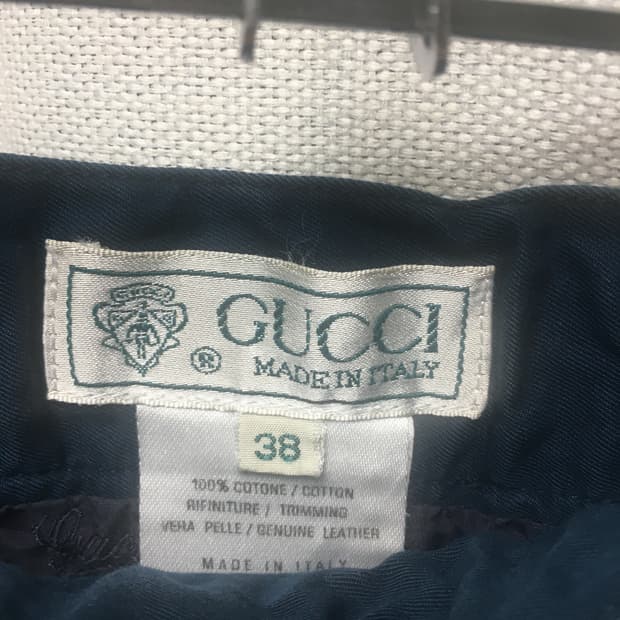 GUCCI
®
MADE IN ITALY
38
100% COTONE / COTTON
RIFINITURE / TRIMMING
VERA PELLE / GENUINE LEATHER
MADE IN ITALY